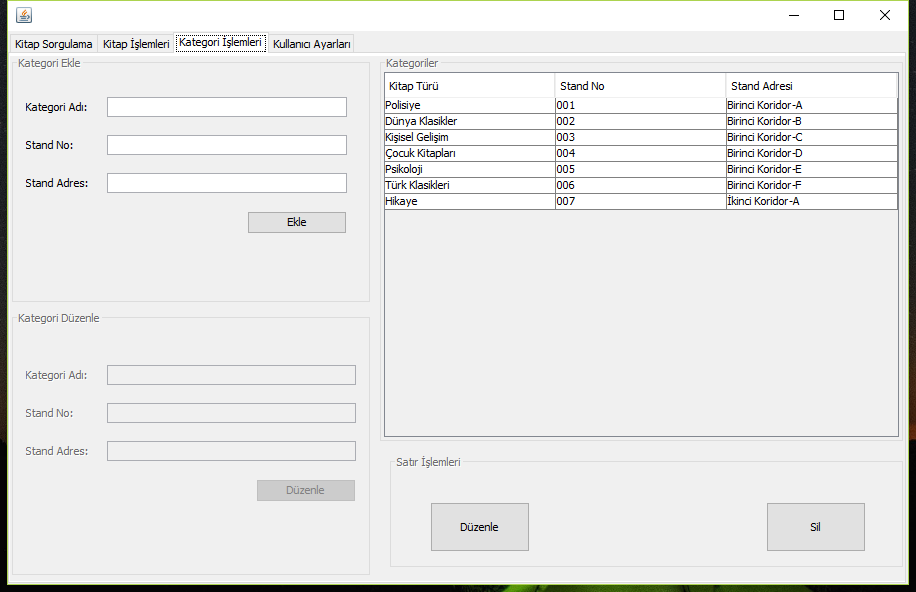 Kitap Sorgulama Kitap İşlemleri Kategori İşlemleri Kullanıcı Ayarları
Kategori Ekle
Kategori Adı:
Stand No:
Stand Adres:
Ekle
Kategori Düzenle
Kategori Adı:
Stand No:
Stand Adres:
Düzenle
Kategoriler
Kitap Türü Stand No Stand Adresi
Polisiye 001 Birinci Koridor-A
Dünya Klasikler 002 Birinci Koridor-B
Kişisel Gelişim 003 Birinci Koridor-C
Çocuk Kitapları 004 Birinci Koridor-D
Psikoloji 005 Birinci Koridor-E
Türk Klasikleri 006 Birinci Koridor-F
Hikaye 007 İkinci Koridor-A
Satır İşlemleri
Düzenle Sil